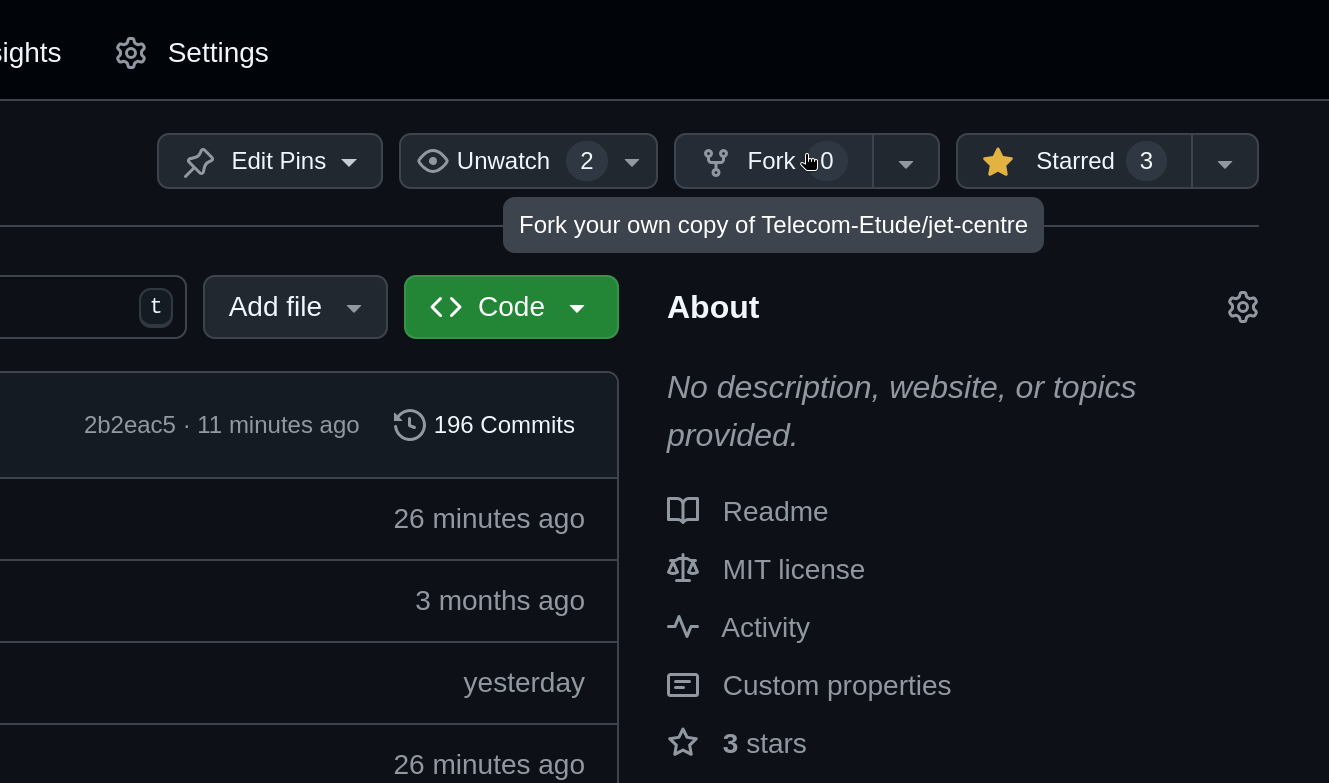 sights Settings
Edit Pins Unwatch 2 Fork 0 Starred 3
Fork your own copy of Telecom-Etude/jet-centre
t Add file Code About
No description, website, or topics
provided.
2b2eac5 · 11 minutes ago 196 Commits
26 minutes ago
3 months ago
yesterday
26 minutes ago
Readme
MIT license
Activity
Custom properties
3 stars